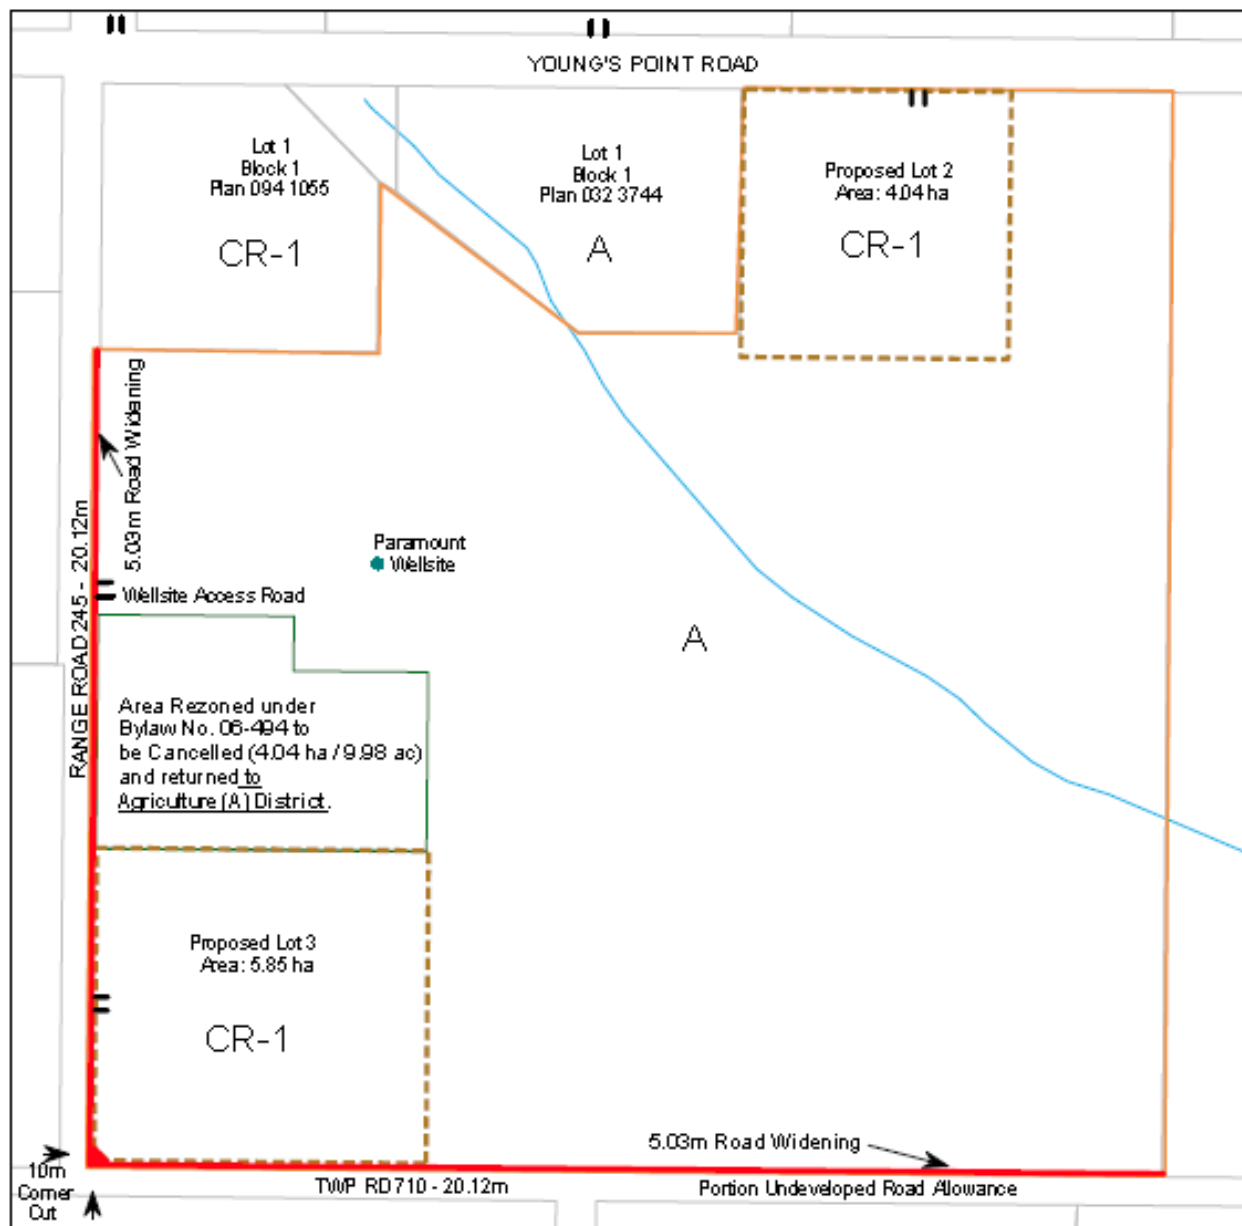 YOUNG'S POINT ROAD
Lot 1
Block 1
Plan 094 1055
CR-1
Lot 1
Block 1
Plan 032 3744
A
Proposed Lot 2
Area: 4.04 ha
CR-1
5.03m Road Widening
RANGE ROAD 245 - 20.12m
Paramount
Wellsite
Wellsite Access Road
A
Area Rezoned under
Bylaw No. 06-494 to
be Cancelled (4.04 ha / 9.98 ac)
and returned to
Agriculture (A) District.
Proposed Lot 3
Area: 5.85 ha
CR-1
5.03m Road Widening
10m
Corner
Cut
TWP RD 710 - 20.12m
Portion Undeveloped Road Allowance